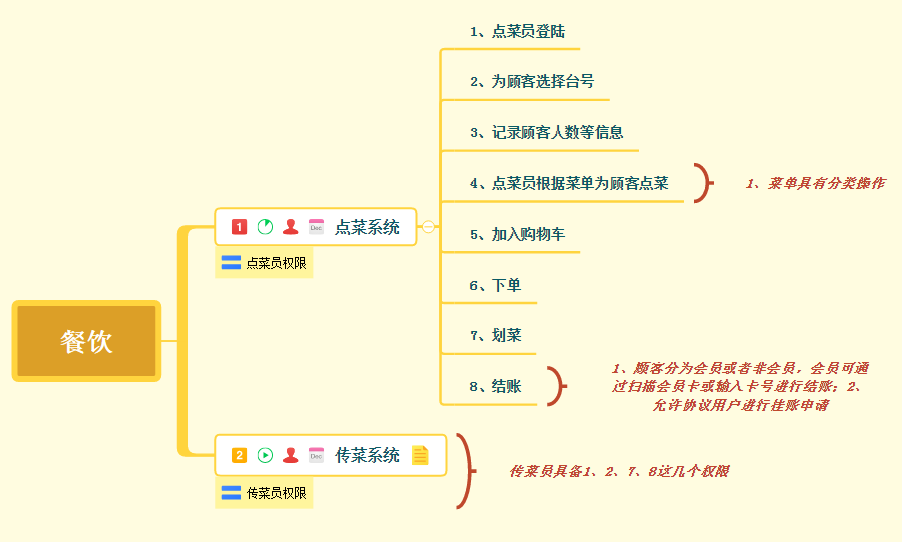 1、点菜员登陆
2、为顾客选择台号
3、记录顾客人数等信息
4、点菜员根据菜单为顾客点菜
1、菜单具有分类操作
1
Dec
点菜系统
5、加入购物车
点菜员权限
6、下单
餐饮
7、划菜
8、结账
1、顾客分为会员或者非会员，会员可通
过扫描会员卡或输入卡号进行结账；2、
允许协议用户进行挂账申请
2
Dec
传菜系统
传菜员具备1、2、7、8这几个权限
传菜员权限